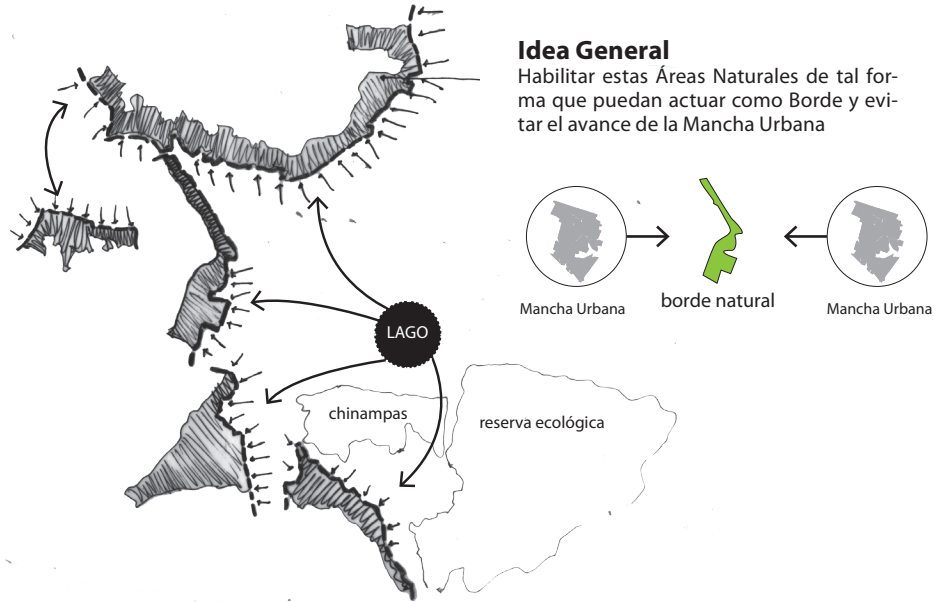 Idea General
Habilitar estas Áreas Naturales de tal for-
ma que puedan actuar como Borde y evi-
tar el avance de la Mancha Urbana
Mancha Urbana
borde natural
Mancha Urbana
LAGO
chinampas
reserva ecológica